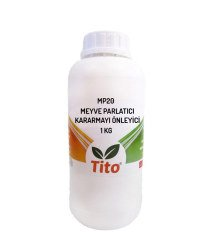 MP20
MEYVE PARLATICI
KARARMAYI ÖNLEYİCİ
1 KG
Tito